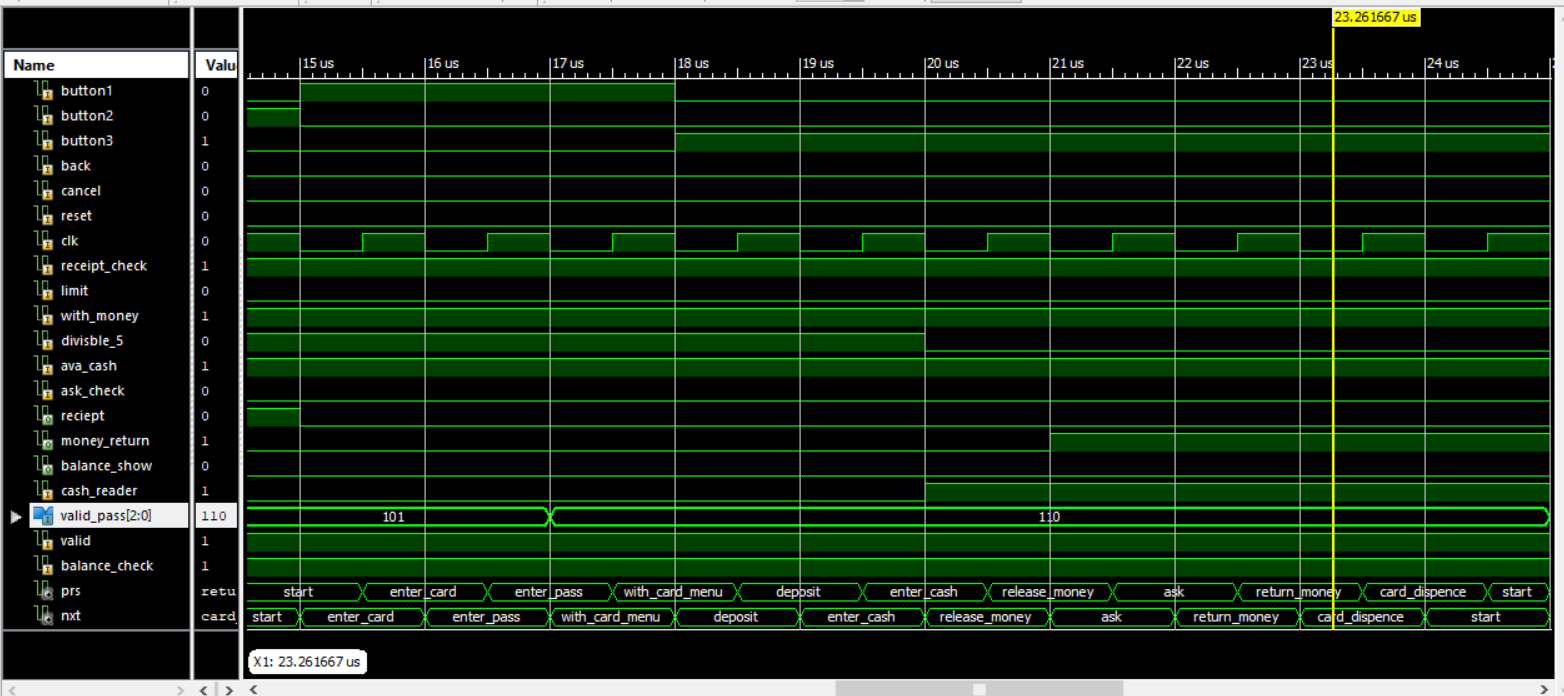 23.261667 us
Name Valu
15 us 16 us 17 us 18 us 19 us 20 us 21 us 22 us 23 us 24 us
button1 0
button2 0
button3 1
back 0
cancel 0
reset 0
clk 0
receipt_check 1
limit 0
with_money 1
divisble_5 0
ava_cash 1
ask_check 0
reciept 0
money_return 1
balance_show 0
cash_reader 1
valid_pass[2:0] 110 101 110
valid 1
balance_check 1
prs retu start enter_card enter_pass with_card_menu deposit enter_cash release_money ask return_money card_dispence start
nxt card_ start enter_card enter_pass with_card_menu deposit enter_cash release_money ask return_money card_dispence start
X1: 23.261667 us